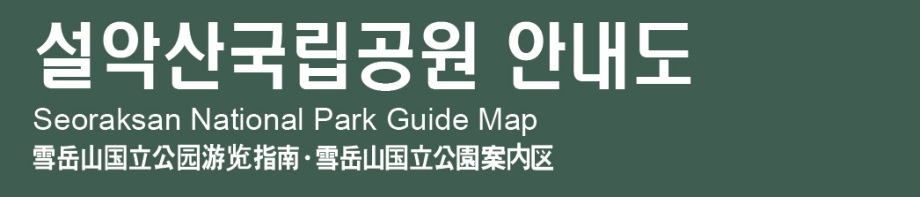 설악산국립공원 안내도
Seoraksan National Park Guide Map
雪岳山国立公园游览指南·雪岳山国立公園案内区